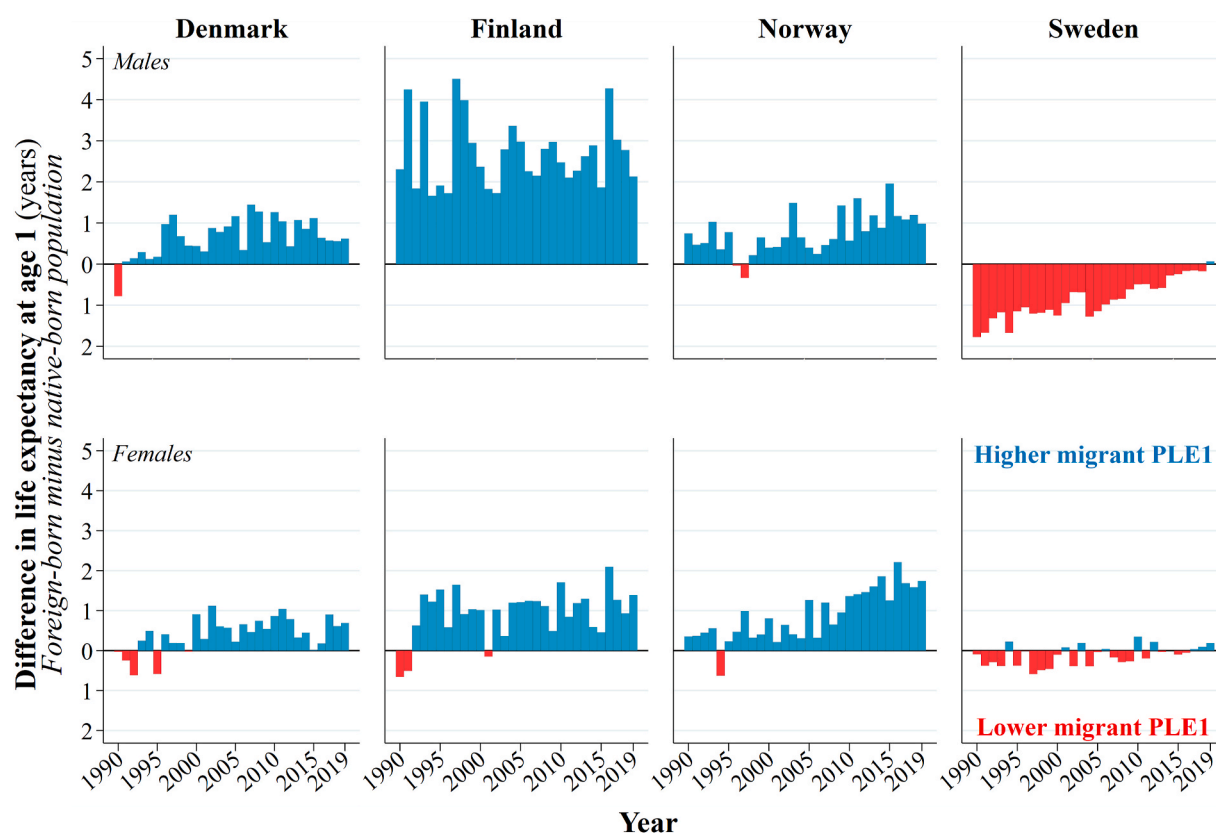 Denmark Finland Norway Sweden
Difference in life expectancy at age 1 (years)
Foreign-born minus native-born population
Males
5
4
3
2
1
0
1
2
Females
Higher migrant PLE1
5
4
3
2
1
0
1
2
Lower migrant PLE1
1990 1995 2000 2005 2010 2015 2019 1990 1995 2000 2005 2010 2015 2019 1990 1995 2000 2005 2010 2015 2019 1990 1995 2000 2005 2010 2015 2019
Year